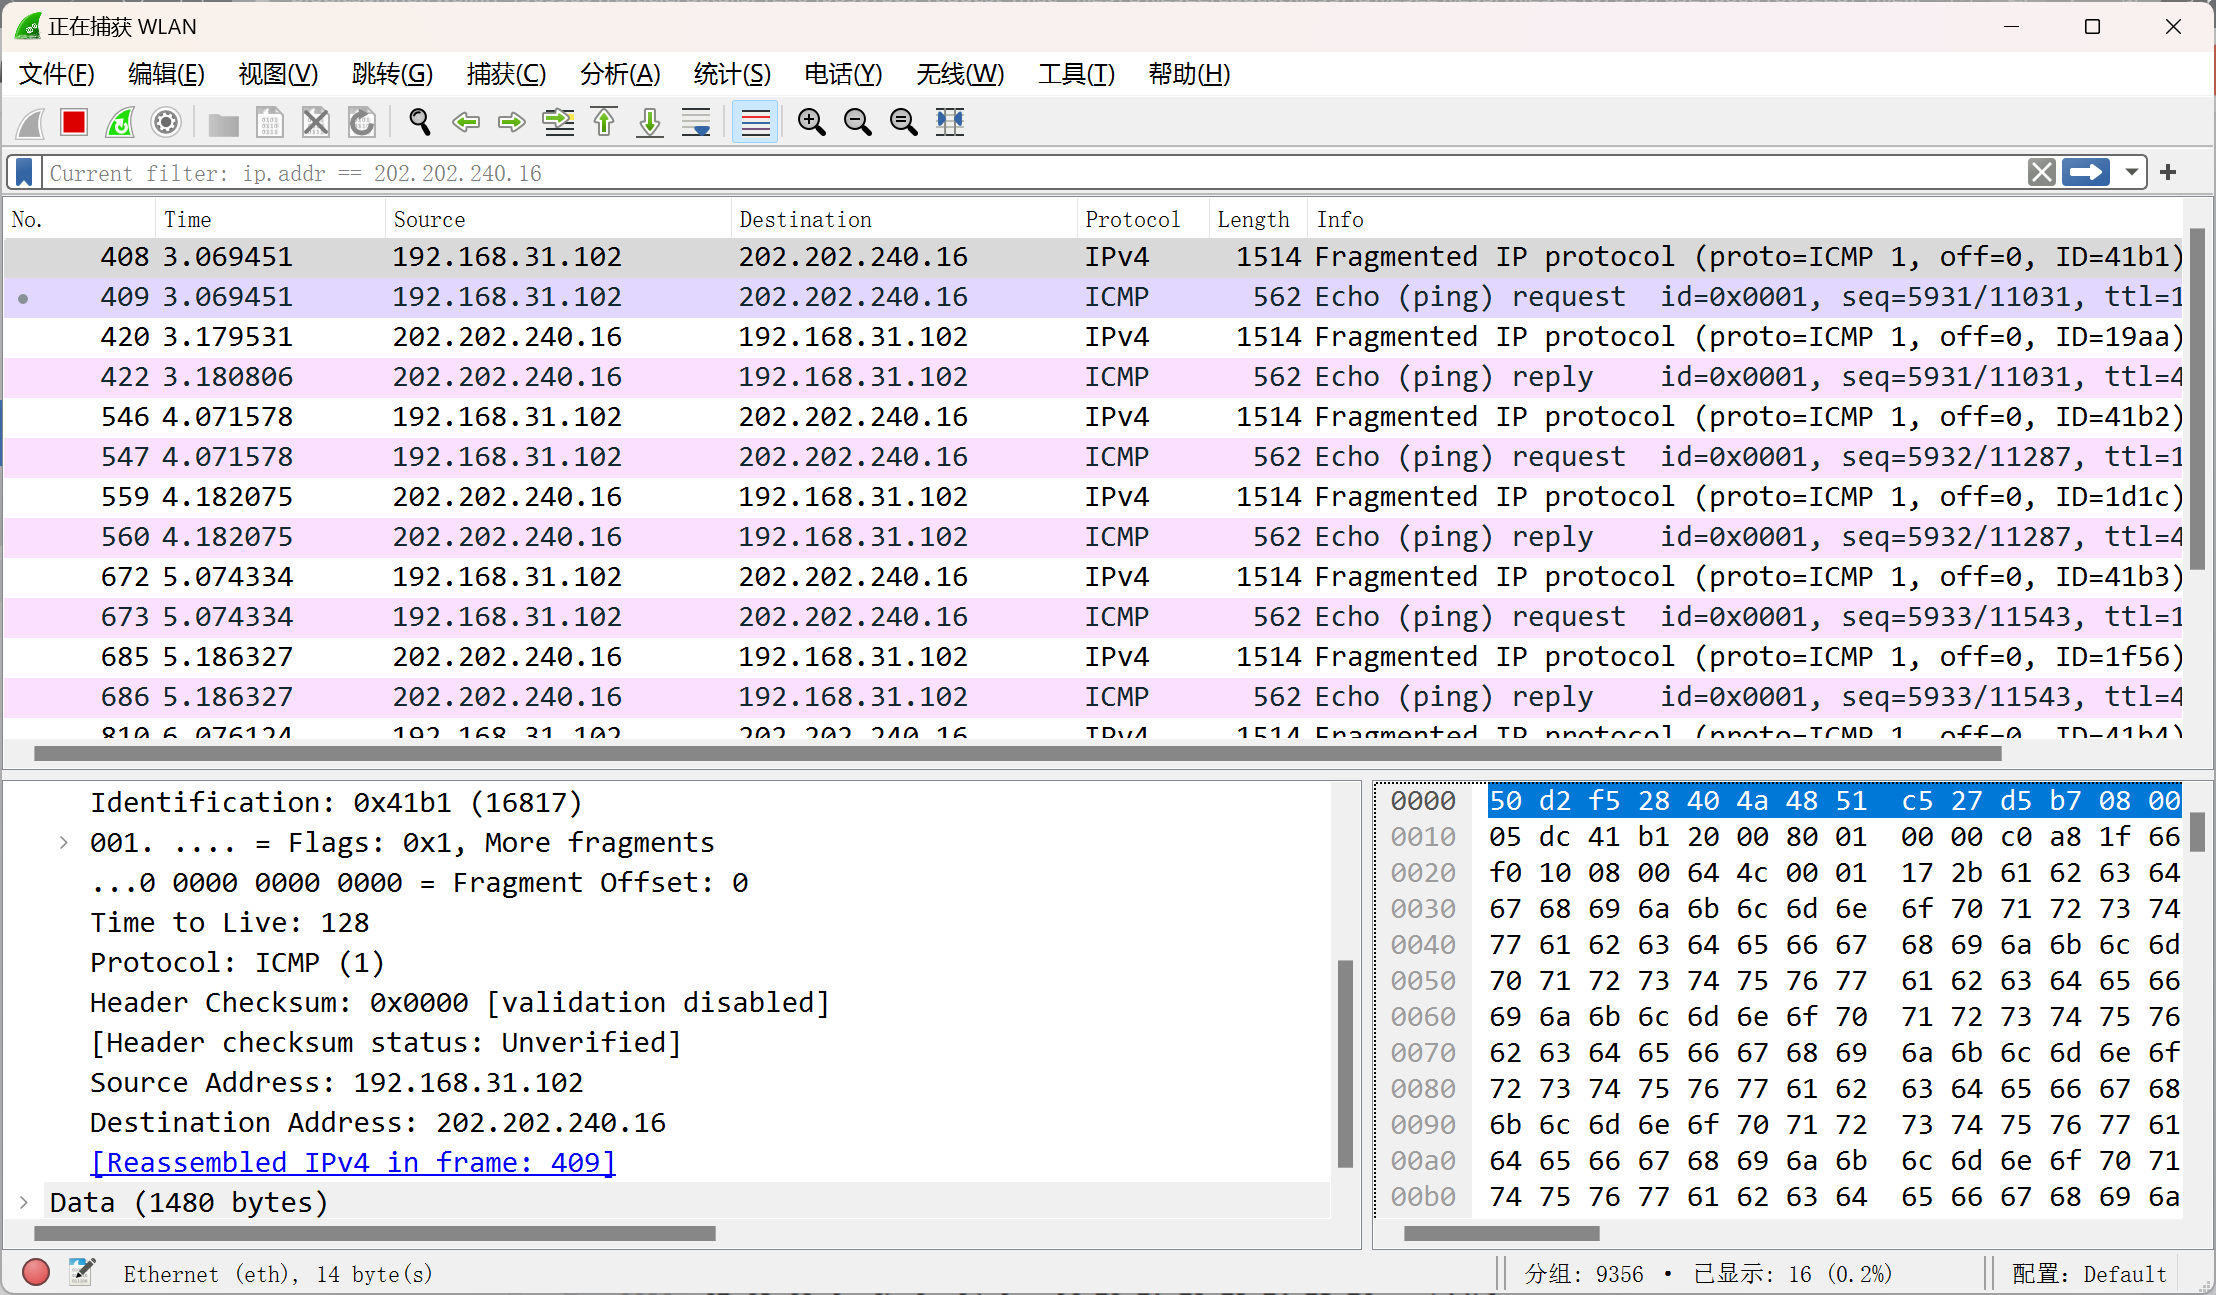 正在捕获 WLAN
文件(F) 编辑(E) 视图(V) 跳转(G) 捕获(C) 分析(A) 统计(S) 电话(Y) 无线(W) 工具(T) 帮助(H)
Current filter: ip.addr == 202.202.240.16
No. Time Source Destination Protocol Length Info
408 3.069451 192.168.31.102 202.202.240.16 IPv4 1514 Fragmented IP protocol (proto=ICMP 1, off=0, ID=41b1)
409 3.069451 192.168.31.102 202.202.240.16 ICMP 562 Echo (ping) request id=0x0001, seq=5931/11031, ttl=1
420 3.179531 202.202.240.16 192.168.31.102 IPv4 1514 Fragmented IP protocol (proto=ICMP 1, off=0, ID=19aa)
422 3.180806 202.202.240.16 192.168.31.102 ICMP 562 Echo (ping) reply id=0x0001, seq=5931/11031, ttl=4
546 4.071578 192.168.31.102 202.202.240.16 IPv4 1514 Fragmented IP protocol (proto=ICMP 1, off=0, ID=41b2)
547 4.071578 192.168.31.102 202.202.240.16 ICMP 562 Echo (ping) request id=0x0001, seq=5932/11287, ttl=1
559 4.182075 202.202.240.16 192.168.31.102 IPv4 1514 Fragmented IP protocol (proto=ICMP 1, off=0, ID=1d1c)
560 4.182075 202.202.240.16 192.168.31.102 ICMP 562 Echo (ping) reply id=0x0001, seq=5932/11287, ttl=4
672 5.074334 192.168.31.102 202.202.240.16 IPv4 1514 Fragmented IP protocol (proto=ICMP 1, off=0, ID=41b3)
673 5.074334 192.168.31.102 202.202.240.16 ICMP 562 Echo (ping) request id=0x0001, seq=5933/11543, ttl=1
685 5.186327 202.202.240.16 192.168.31.102 IPv4 1514 Fragmented IP protocol (proto=ICMP 1, off=0, ID=1f56)
686 5.186327 202.202.240.16 192.168.31.102 ICMP 562 Echo (ping) reply id=0x0001, seq=5933/11543, ttl=4
810 6.076124 192.168.31.102 202.202.240.16 IPv4 1514 Fragmented IP protocol (proto=ICMP 1, off=0, ID=41b4)
Identification: 0x41b1 (16817)
001. .... = Flags: 0x1, More fragments
...0 0000 0000 0000 = Fragment Offset: 0
Time to Live: 128
Protocol: ICMP (1)
Header Checksum: 0x0000 [validation disabled]
[Header checksum status: Unverified]
Source Address: 192.168.31.102
Destination Address: 202.202.240.16
[Reassembled IPv4 in frame: 409]
Data (1480 bytes)
0000 50 d2 f5 28 40 4a 48 51 c5 27 d5 b7 08 00
0010 05 dc 41 b1 20 00 80 01 00 00 c0 a8 1f 66
0020 f0 10 08 00 64 4c 00 01 17 2b 61 62 63 64
0030 67 68 69 6a 6b 6c 6d 6e 6f 70 71 72 73 74
0040 77 61 62 63 64 65 66 67 68 69 6a 6b 6c 6d
0050 70 71 72 73 74 75 76 77 61 62 63 64 65 66
0060 69 6a 6b 6c 6d 6e 6f 70 71 72 73 74 75 76
0070 62 63 64 65 66 67 68 69 6a 6b 6c 6d 6e 6f
0080 72 73 74 75 76 77 61 62 63 64 65 66 67 68
0090 6b 6c 6d 6e 6f 70 71 72 73 74 75 76 77 61
00a0 64 65 66 67 68 69 6a 6b 6c 6d 6e 6f 70 71
00b0 74 75 76 77 61 62 63 64 65 66 67 68 69 6a
Ethernet (eth), 14 byte(s)
分组: 9356 • 已显示: 16 (0.2%)
配置: Default